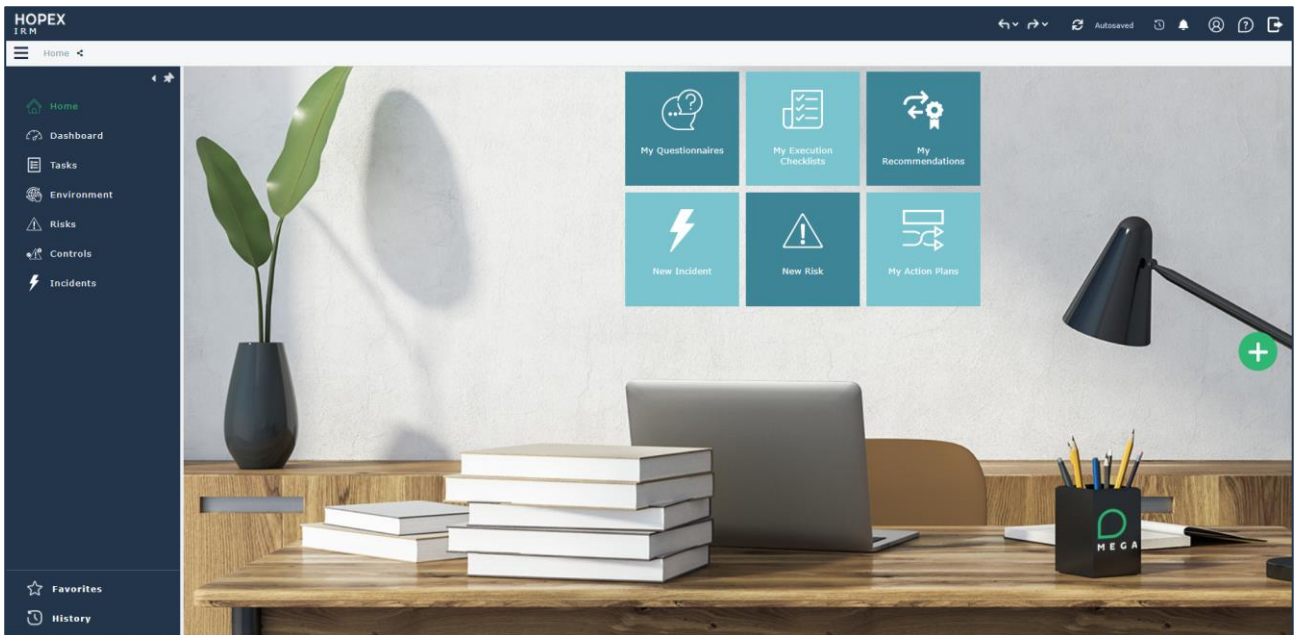 HOPEX
IRM
Autosaved
Home
Home
Dashboard
Tasks
Environment
Risks
Controls
Incidents
Favorites
History
My Questionnaires
My Execution
Checklists
My
Recommendations
New Incident
New Risk
My Action Plans
MEGA